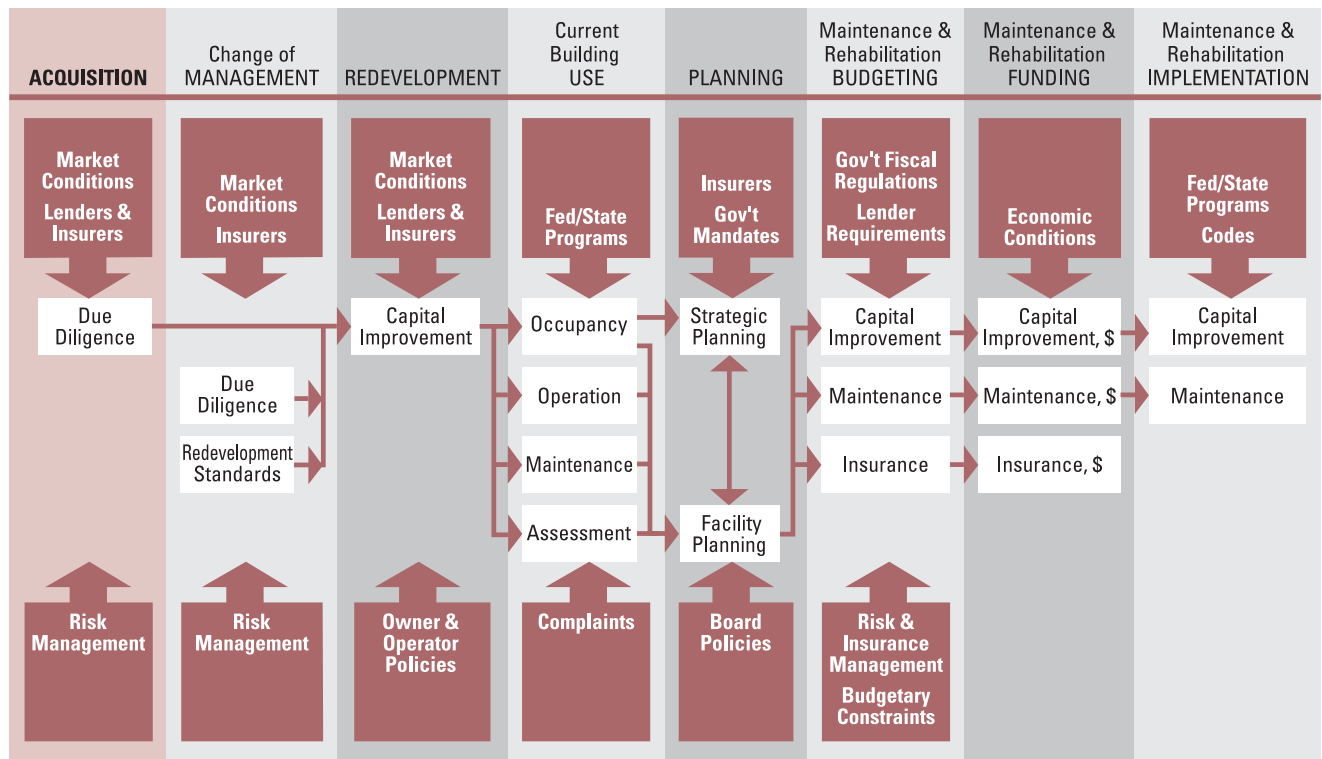 ACQUISITION
Change of
MANAGEMENT
REDEVELOPMENT
Current
Building
USE
PLANNING
Maintenance &
Rehabilitation
BUDGETING
Maintenance &
Rehabilitation
FUNDING
Maintenance &
Rehabilitation
IMPLEMENTATION
Market
Conditions
Lenders &
Insurers
Market
Conditions
Insurers
Market
Conditions
Lenders &
Insurers
Fed/State
Programs
Insurers
Gov't
Mandates
Gov't Fiscal
Regulations
Lender
Requirements
Economic
Conditions
Fed/State
Programs
Codes
Due
Diligence
Due
Diligence
Redevelopment
Standards
Capital
Improvement
Occupancy
Operation
Maintenance
Assessment
Strategic
Planning
Facility
Planning
Capital
Improvement
Maintenance
Insurance
Capital
Improvement, $
Maintenance, $
Insurance, $
Capital
Improvement
Maintenance
Risk
Management
Risk
Management
Owner &
Operator
Policies
Complaints
Board
Policies
Risk &
Insurance
Management
Budgetary
Constraints